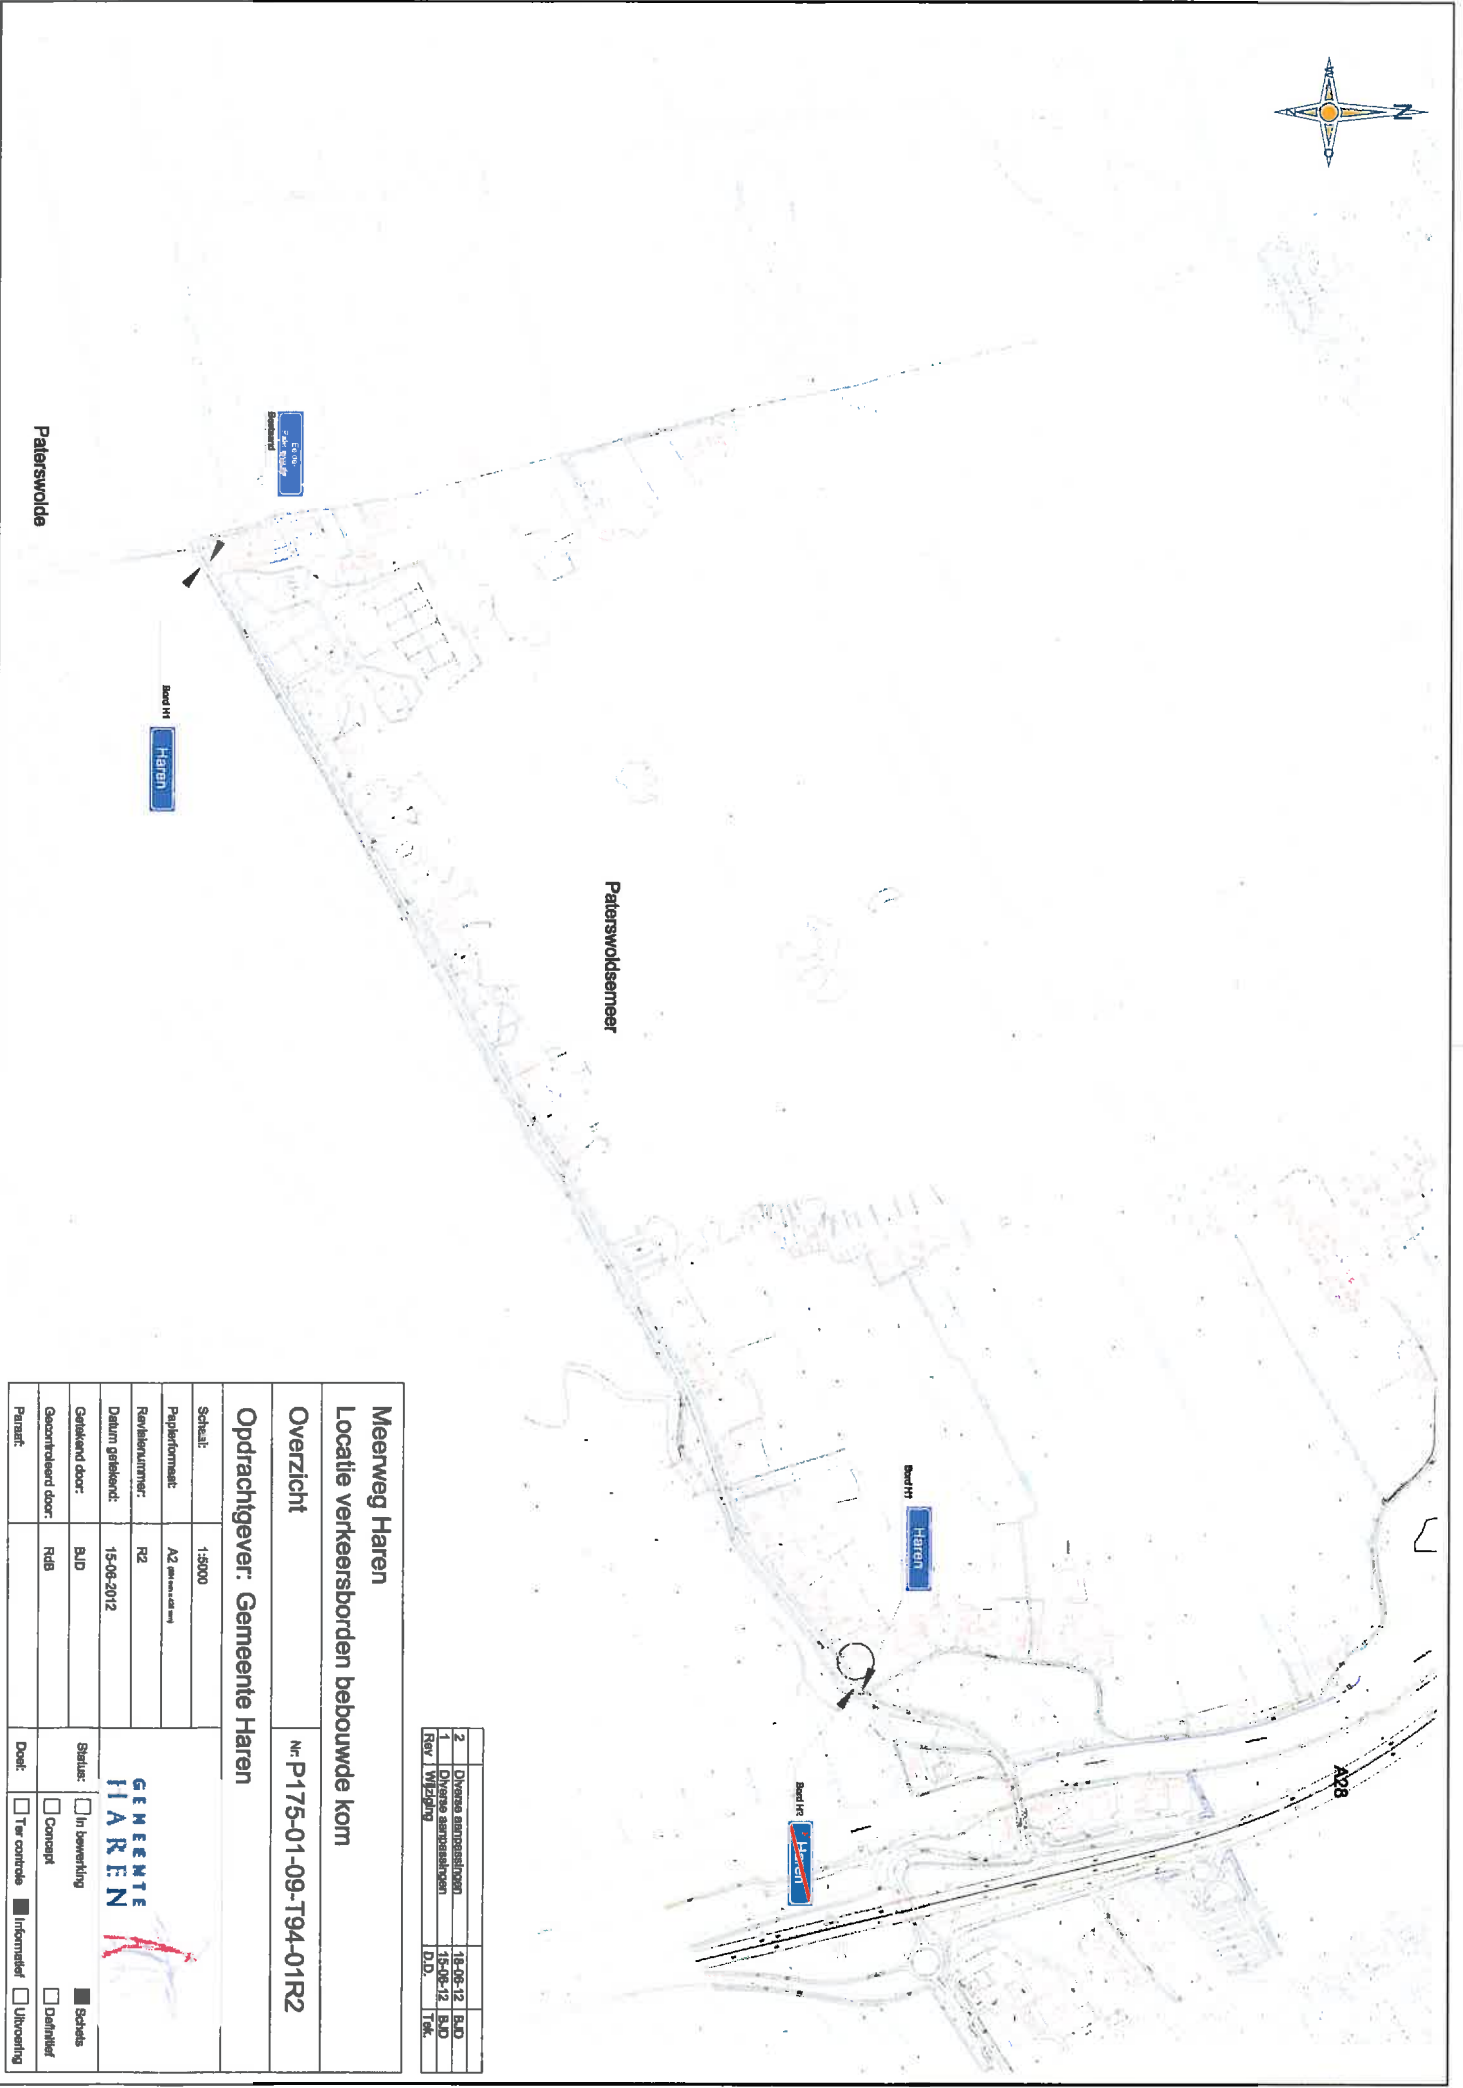 N
W
O
Z
A28
Bord H1
Haren
Bord H2
Haren
Paterswoldsemeer
Bestaand
Bord H1
Haren
Paterswolde
2 Diverse aanpassingen 18-06-12 BJD
1 Diverse aanpassingen 15-06-12 BJD
Rev Wijziging D.D. Tek.
Meerweg Haren
Locatie verkeersborden bebouwde kom
Overzicht Nr. P175-01-09-T94-01R2
Opdrachtgever: Gemeente Haren
Schaal: 1:5000
Papierformaat: A2
Revisienummer: R2
Datum getekend: 15-06-2012
Getekend door: BJD
Gecontroleerd door: RdB
Paraaf:
GEMEENTE
HAREN
Status: In bewerking Schets
Concept Definitief
Doel: Ter controle Informatief Uitvoering